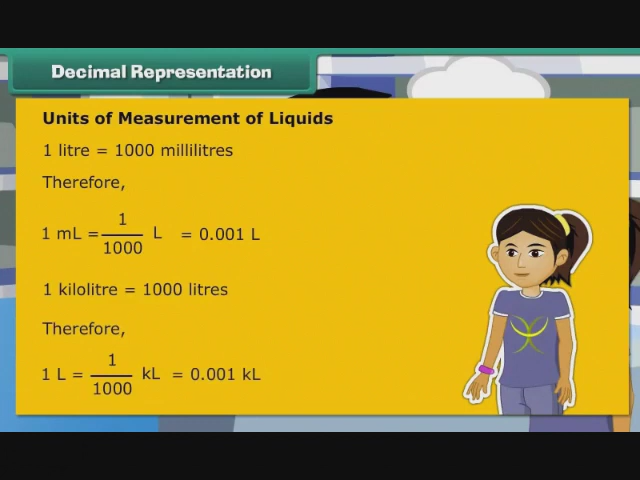 Decimal Representation
Units of Measurement of Liquids
1 litre = 1000 millilitres
Therefore,
1 mL = 1/1000 L = 0.001 L
1 kilolitre = 1000 litres
Therefore,
1 L = 1/1000 kL = 0.001 kL